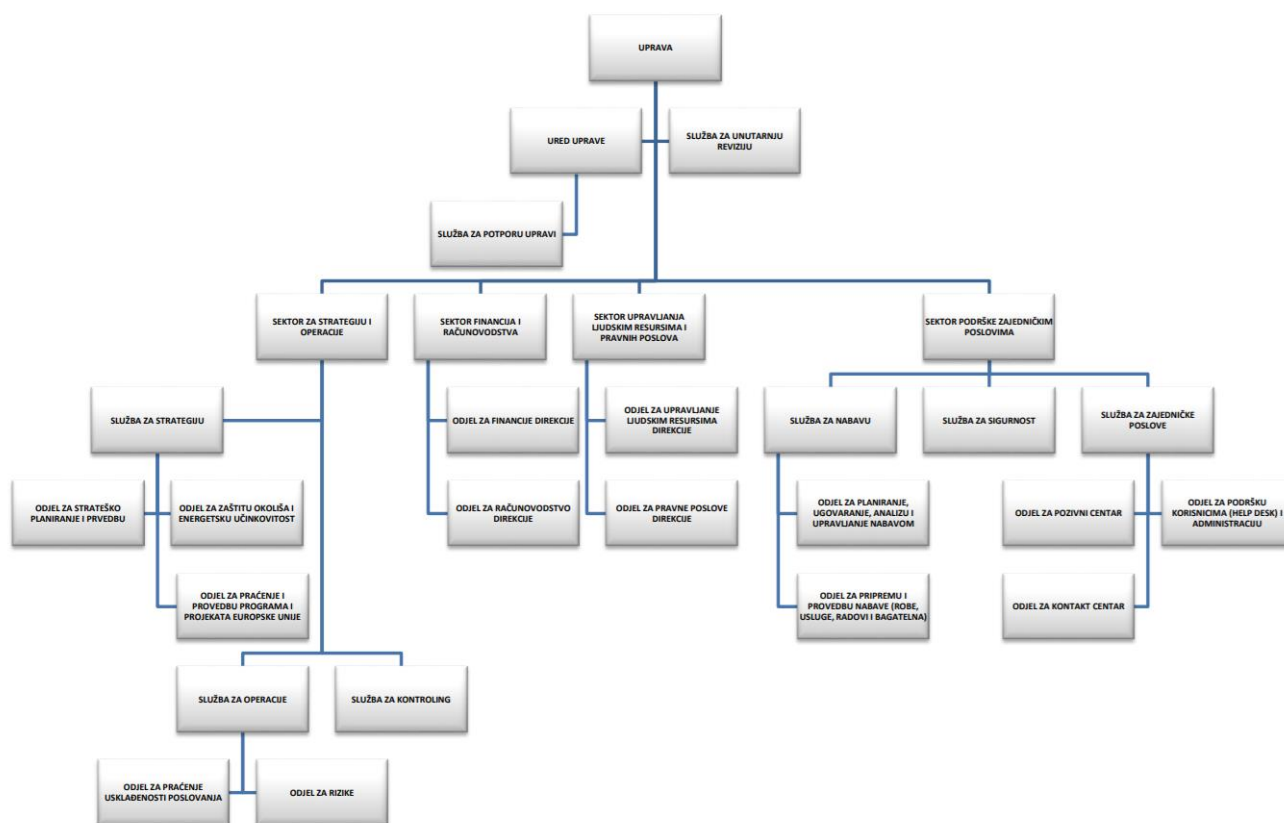 UPRAVA
URED UPRAVE
SLUŽBA ZA UNUTARNJU
REVIZIJU
SLUŽBA ZA POTPORU UPRAVI
SEKTOR ZA STRATEGIJU I
OPERACIJE
SEKTOR FINANCIJA I
RAČUNOVODSTVA
SEKTOR UPRAVLJANJA
LJUDSKIM RESURSIMA I
PRAVNIH POSLOVA
SEKTOR PODRŠKE ZAJEDNIČKIM
POSLOVIMA
SLUŽBA ZA STRATEGIJU
ODJEL ZA FINANCIJE DIREKCIJE
ODJEL ZA UPRAVLJANJE
LJUDSKIM RESURSIMA
DIREKCIJE
SLUŽBA ZA NABAVU
SLUŽBA ZA SIGURNOST
SLUŽBA ZA ZAJEDNIČKE
POSLOVE
ODJEL ZA STRATEŠKO
PLANIRANJE I PRVEDBU
ODJEL ZA ZAŠTITU OKOLIŠA I
ENERGETSKU UČINKOVITOST
ODJEL ZA RAČUNOVODSTVO
DIREKCIJE
ODJEL ZA PRAVNE POSLOVE
DIREKCIJE
ODJEL ZA PLANIRANJE,
UGOVARANJE, ANALIZU I
UPRAVLJANJE NABAVOM
ODJEL ZA POZIVNI CENTAR
ODJEL ZA PODRŠKU
KORISNICIMA (HELP DESK) I
ADMINISTRACIJU
ODJEL ZA PRAĆENJE I
PROVEDBU PROGRAMA I
PROJEKATA EUROPSKE UNIJE
ODJEL ZA PRIPREMU I
PROVEDBU NABAVE (ROBE,
USLUGE, RADOVI I BAGATELNA)
ODJEL ZA KONTAKT CENTAR
SLUŽBA ZA OPERACIJE
SLUŽBA ZA KONTROLING
ODJEL ZA PRAĆENJE
USKLAĐENOSTI POSLOVANJA
ODJEL ZA RIZIKE